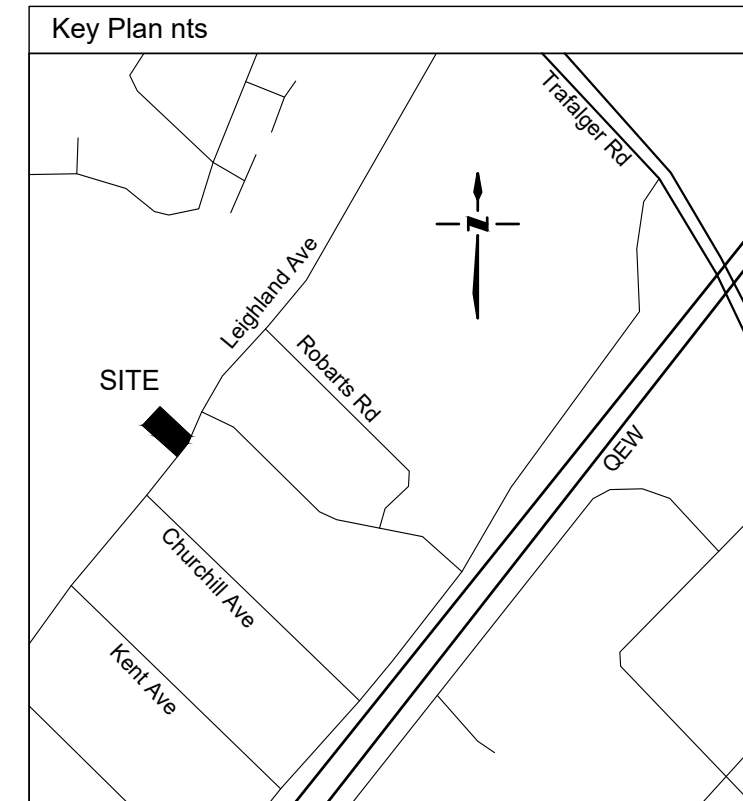 Key Plan nts
Trafalger Rd
N
Leighland Ave
Robarts Rd
SITE
QEW
Churchill Ave
Kent Ave